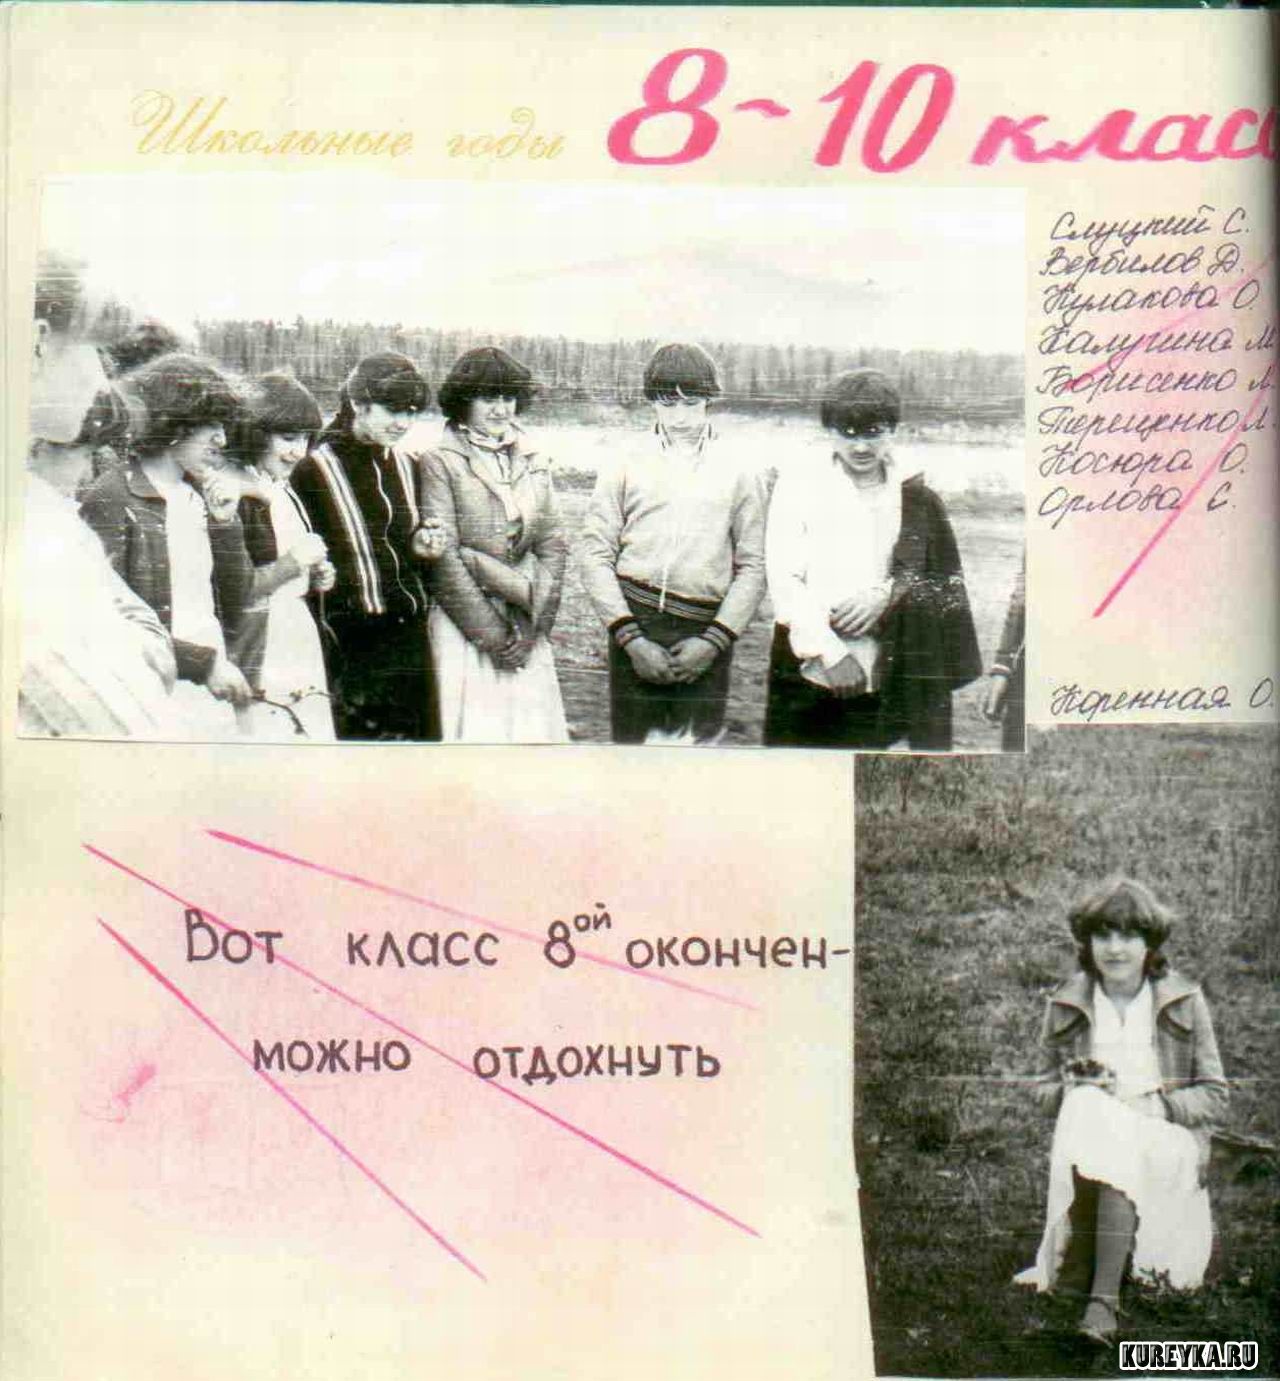 Школьные годы 8-10 клас
Слуцкий С.
Вербилов Д.
Кулакова О.
Калугина М.
Борисенко Л.
Терещенко Л.
Косюра О.
Орлова Е.
Коренная О.
Вот класс 8ой окончен-
можно отдохнуть
KUREYKA.RU